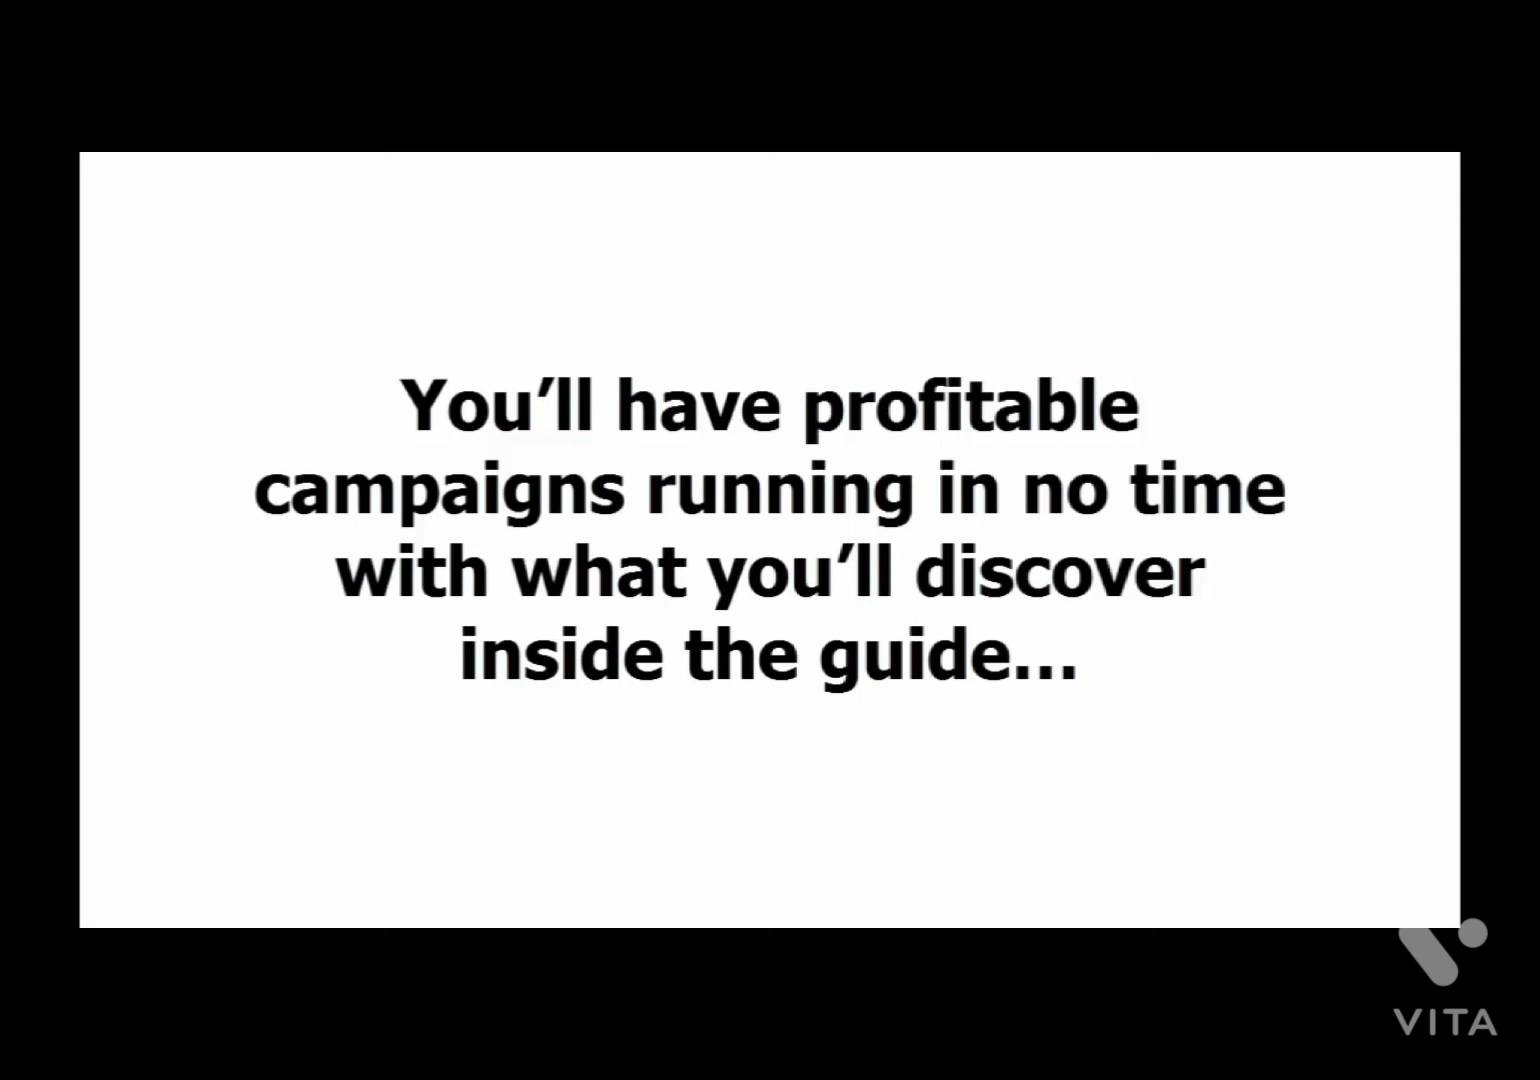 You’ll have profitable
campaigns running in no time
with what you’ll discover
inside the guide...
VITA